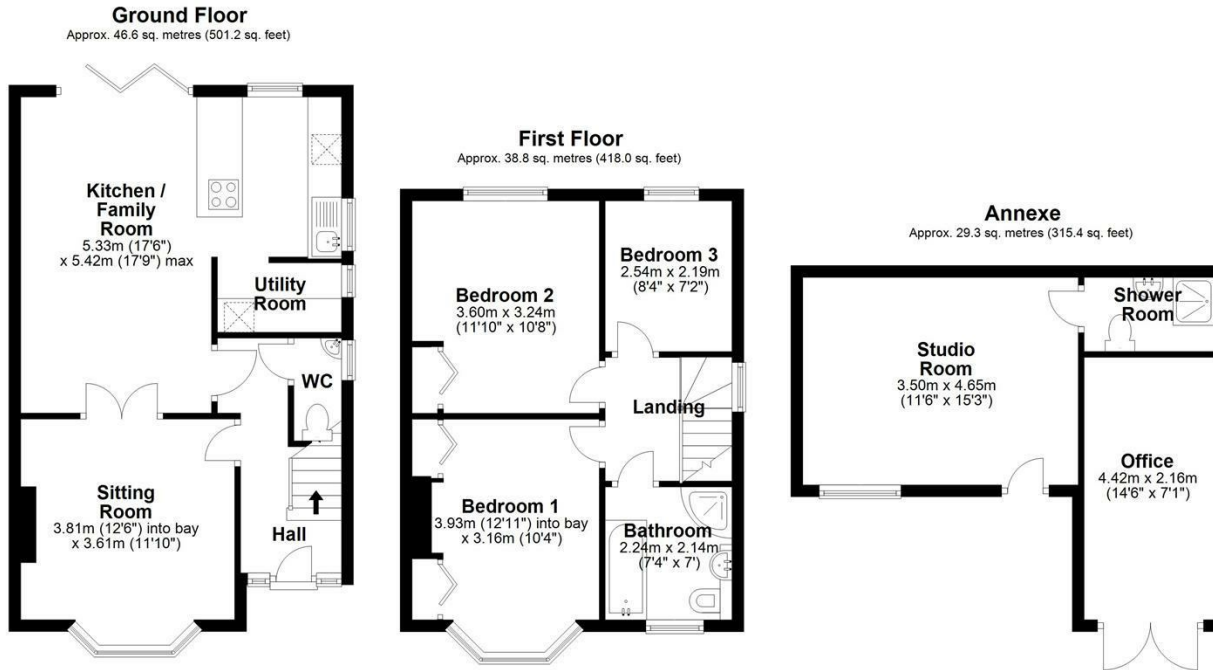 Ground Floor
Approx. 46.6 sq. metres (501.2 sq. feet)
Kitchen /
Family
Room
5.33m (17'6")
x 5.42m (17'9") max
Utility
Room
WC
Sitting
Room
3.81m (12'6") into bay
x 3.61m (11'10")
Hall
First Floor
Approx. 38.8 sq. metres (418.0 sq. feet)
Bedroom 2
3.60m x 3.24m
(11'10" x 10'8")
Bedroom 3
2.54m x 2.19m
(8'4" x 7'2")
Landing
Bedroom 1
3.93m (12'11") into bay
x 3.16m (10'4")
Bathroom
2.24m x 2.14m
(7'4" x 7')
Annexe
Approx. 29.3 sq. metres (315.4 sq. feet)
Shower
Room
Studio
Room
3.50m x 4.65m
(11'6" x 15'3")
Office
4.42m x 2.16m
(14'6" x 7'1")